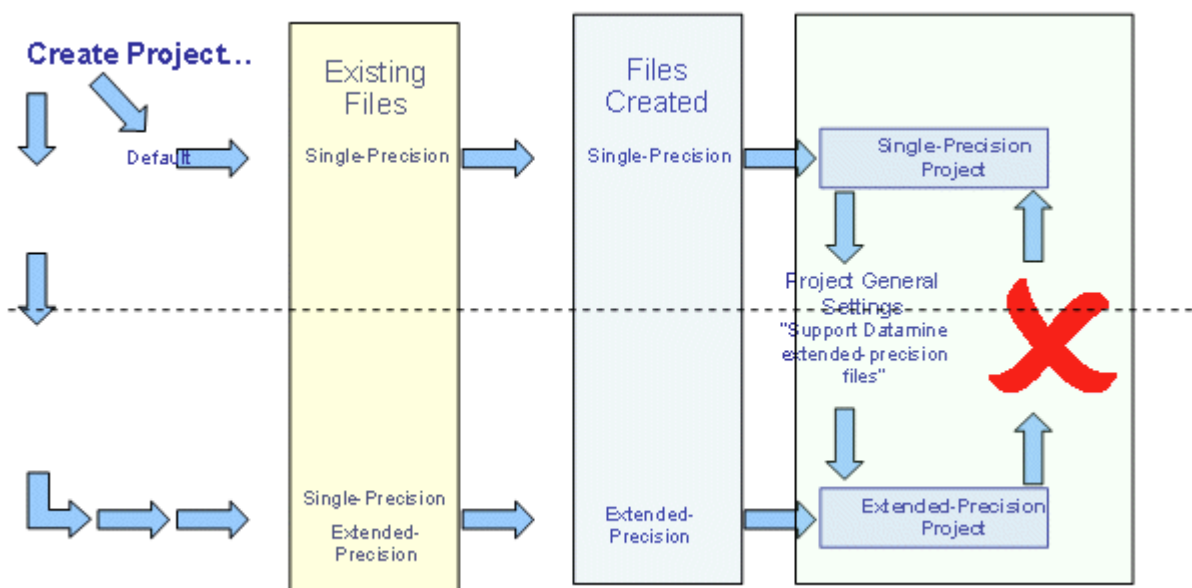 Create Project...
Default
Existing
Files
Single-Precision
Single-Precision
Extended-
Precision
Files
Created
Single-Precision
Extended-
Precision
Single-Precision
Project
Project General
Settings
"Support Datamine
extended-precision
files"
Extended-Precision
Project